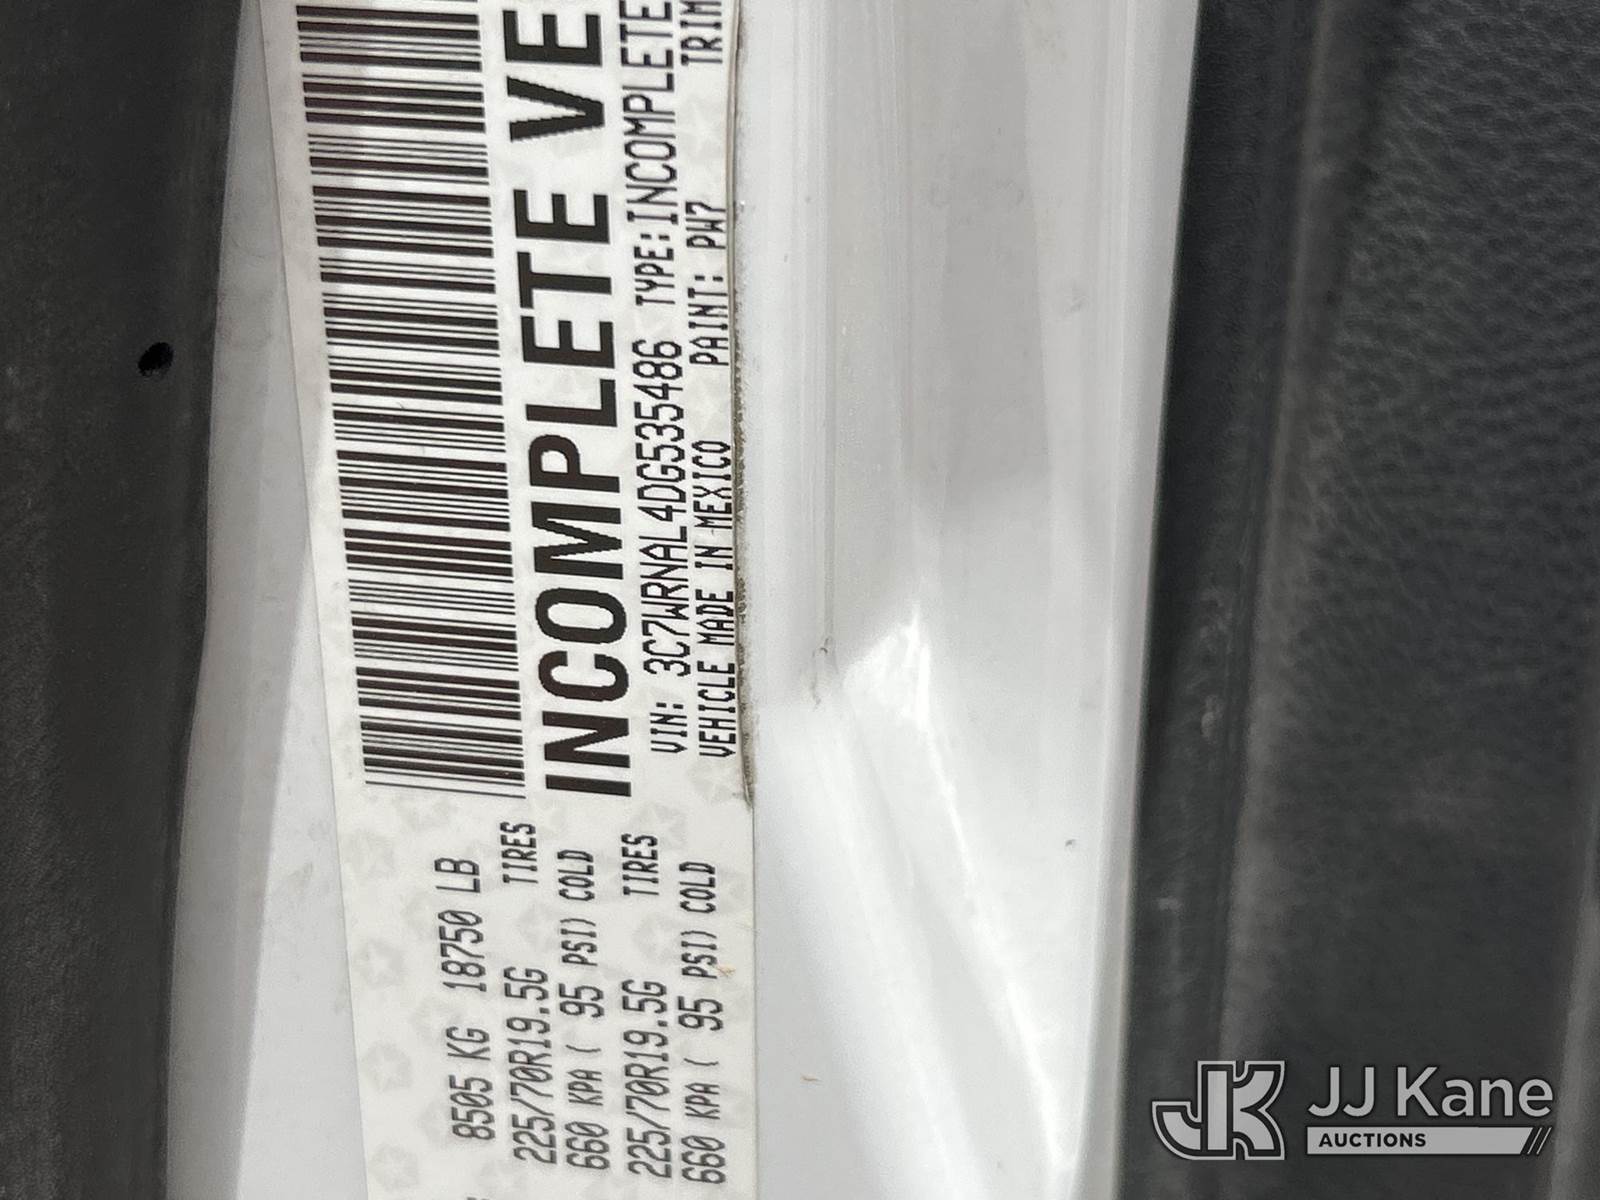 8505 KG 18750 LB
225/70R19.5G TIRES
660 KPA ( 95 PSI) COLD
225/70R19.5G TIRES
660 KPA ( 95 PSI) COLD
INCOMPLETE VE
VIN: 3C7WRNAL4DG535486 TYPE:INCOMPLETE
VEHICLE MADE IN MEXICO PAINT: PW7 TRIM
JJ Kane
AUCTIONS